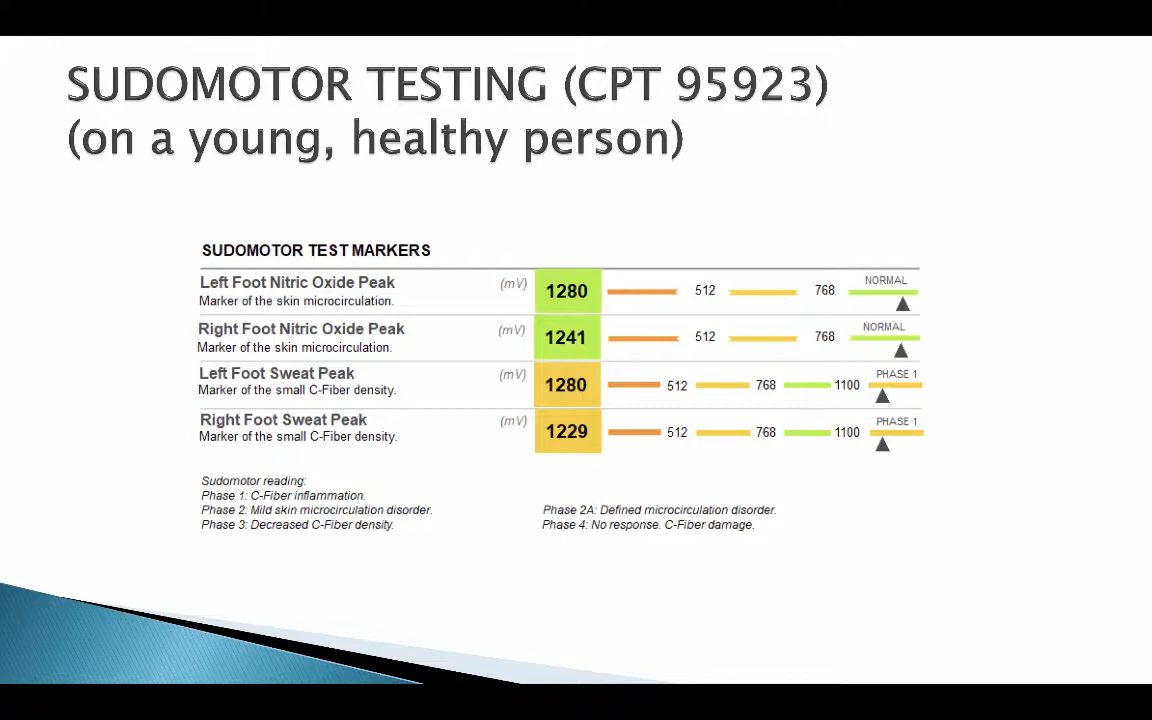 SUDOMOTOR TESTING (CPT 95923)
(on a young, healthy person)
SUDOMOTOR TEST MARKERS
Left Foot Nitric Oxide Peak (mV) 1280 512 768 NORMAL
Marker of the skin microcirculation.
Right Foot Nitric Oxide Peak (mV) 1241 512 768 NORMAL
Marker of the skin microcirculation.
Left Foot Sweat Peak (mV) 1280 512 768 1100 PHASE 1
Marker of the small C-Fiber density.
Right Foot Sweat Peak (mV) 1229 512 768 1100 PHASE 1
Marker of the small C-Fiber density.
Sudomotor reading:
Phase 1: C-Fiber inflammation.
Phase 2: Mild skin microcirculation disorder. Phase 2A: Defined microcirculation disorder.
Phase 3: Decreased C-Fiber density. Phase 4: No response. C-Fiber damage.